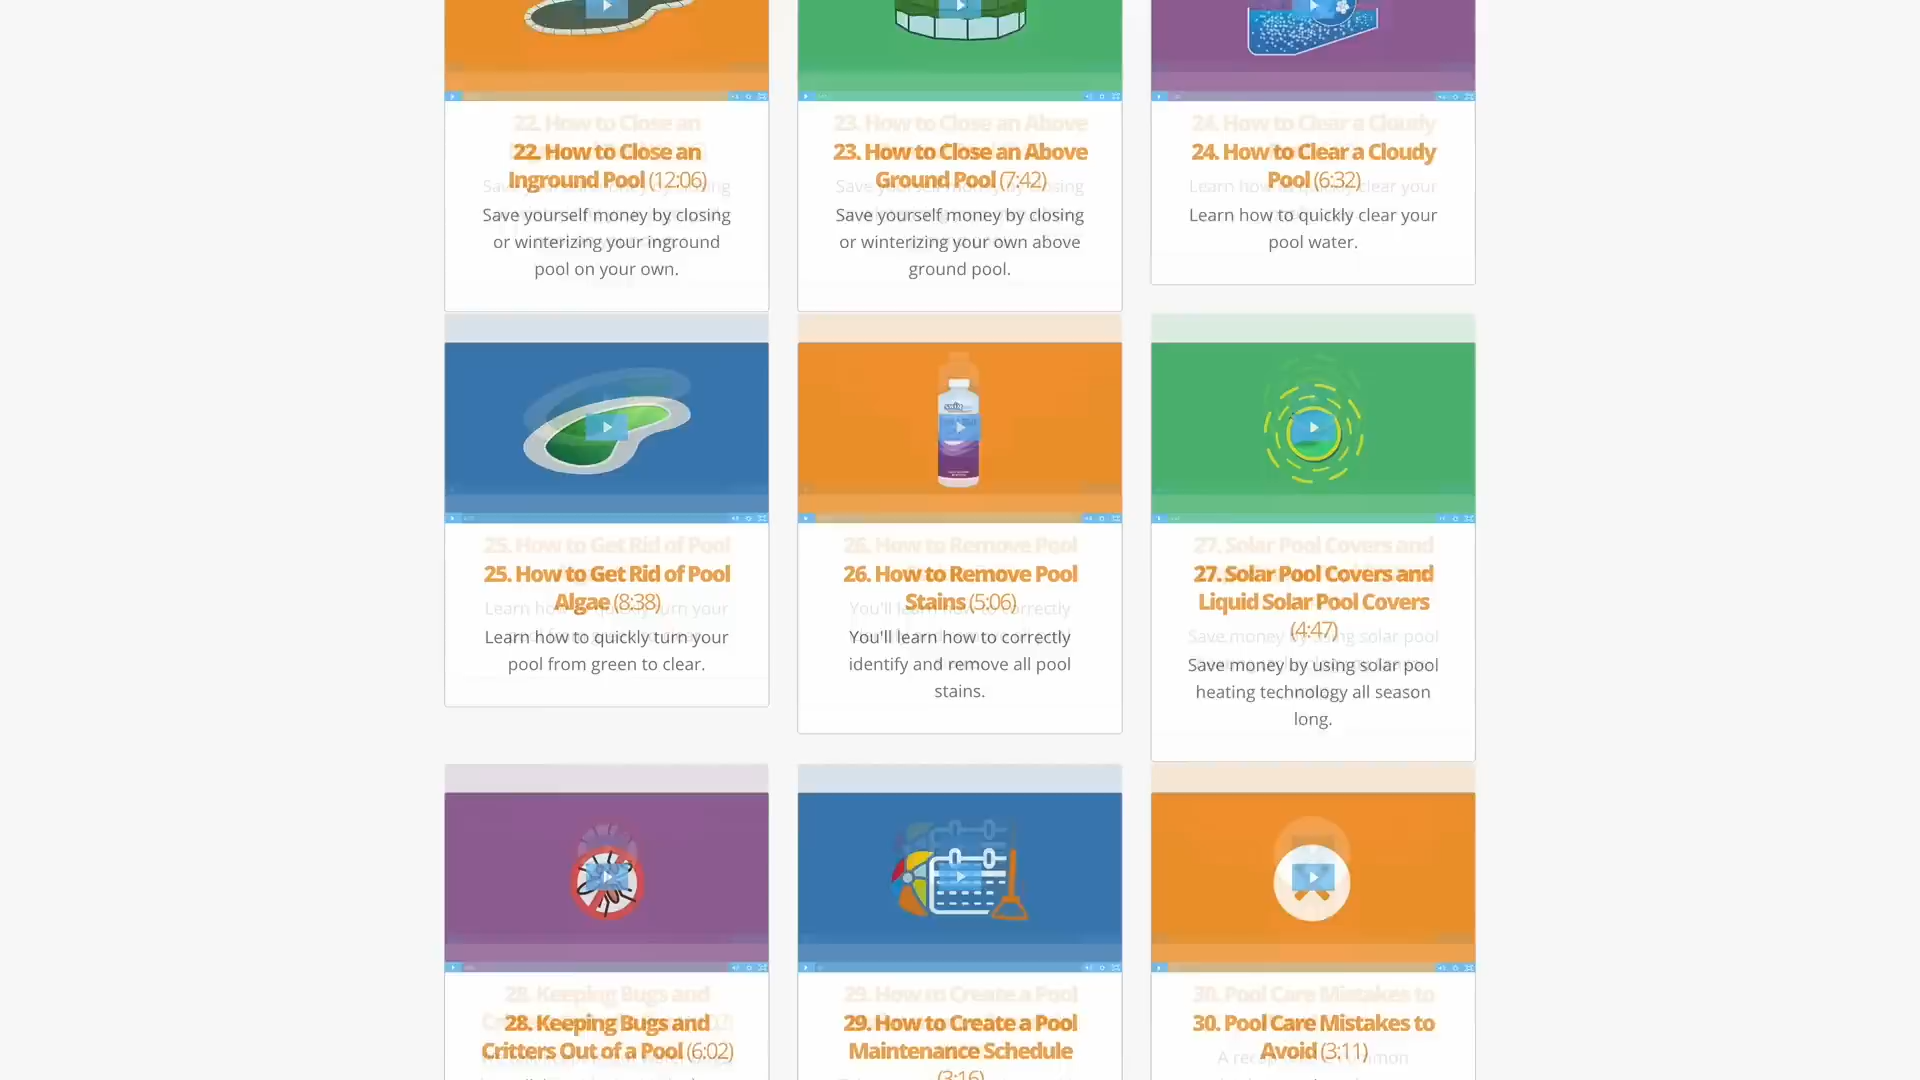 22. How to Close an
Inground Pool (12:06)
Save yourself money by closing
or winterizing your inground
pool on your own.
23. How to Close an Above
Ground Pool (7:42)
Save yourself money by closing
or winterizing your own above
ground pool.
24. How to Clear a Cloudy
Pool (6:32)
Learn how to quickly clear your
pool water.
25. How to Get Rid of Pool
Algae (8:38)
Learn how to quickly turn your
pool from green to clear.
26. How to Remove Pool
Stains (5:06)
You'll learn how to correctly
identify and remove all pool
stains.
27. Solar Pool Covers and
Liquid Solar Pool Covers
(4:47)
Save money by using solar pool
heating technology all season
long.
28. Keeping Bugs and
Critters Out of a Pool (6:02)
29. How to Create a Pool
Maintenance Schedule
(3:16)
30. Pool Care Mistakes to
Avoid (3:11)